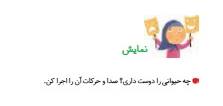 نمایش
چه حیوانی را دوست داری؟ صدا و حرکات آن را اجرا کن.